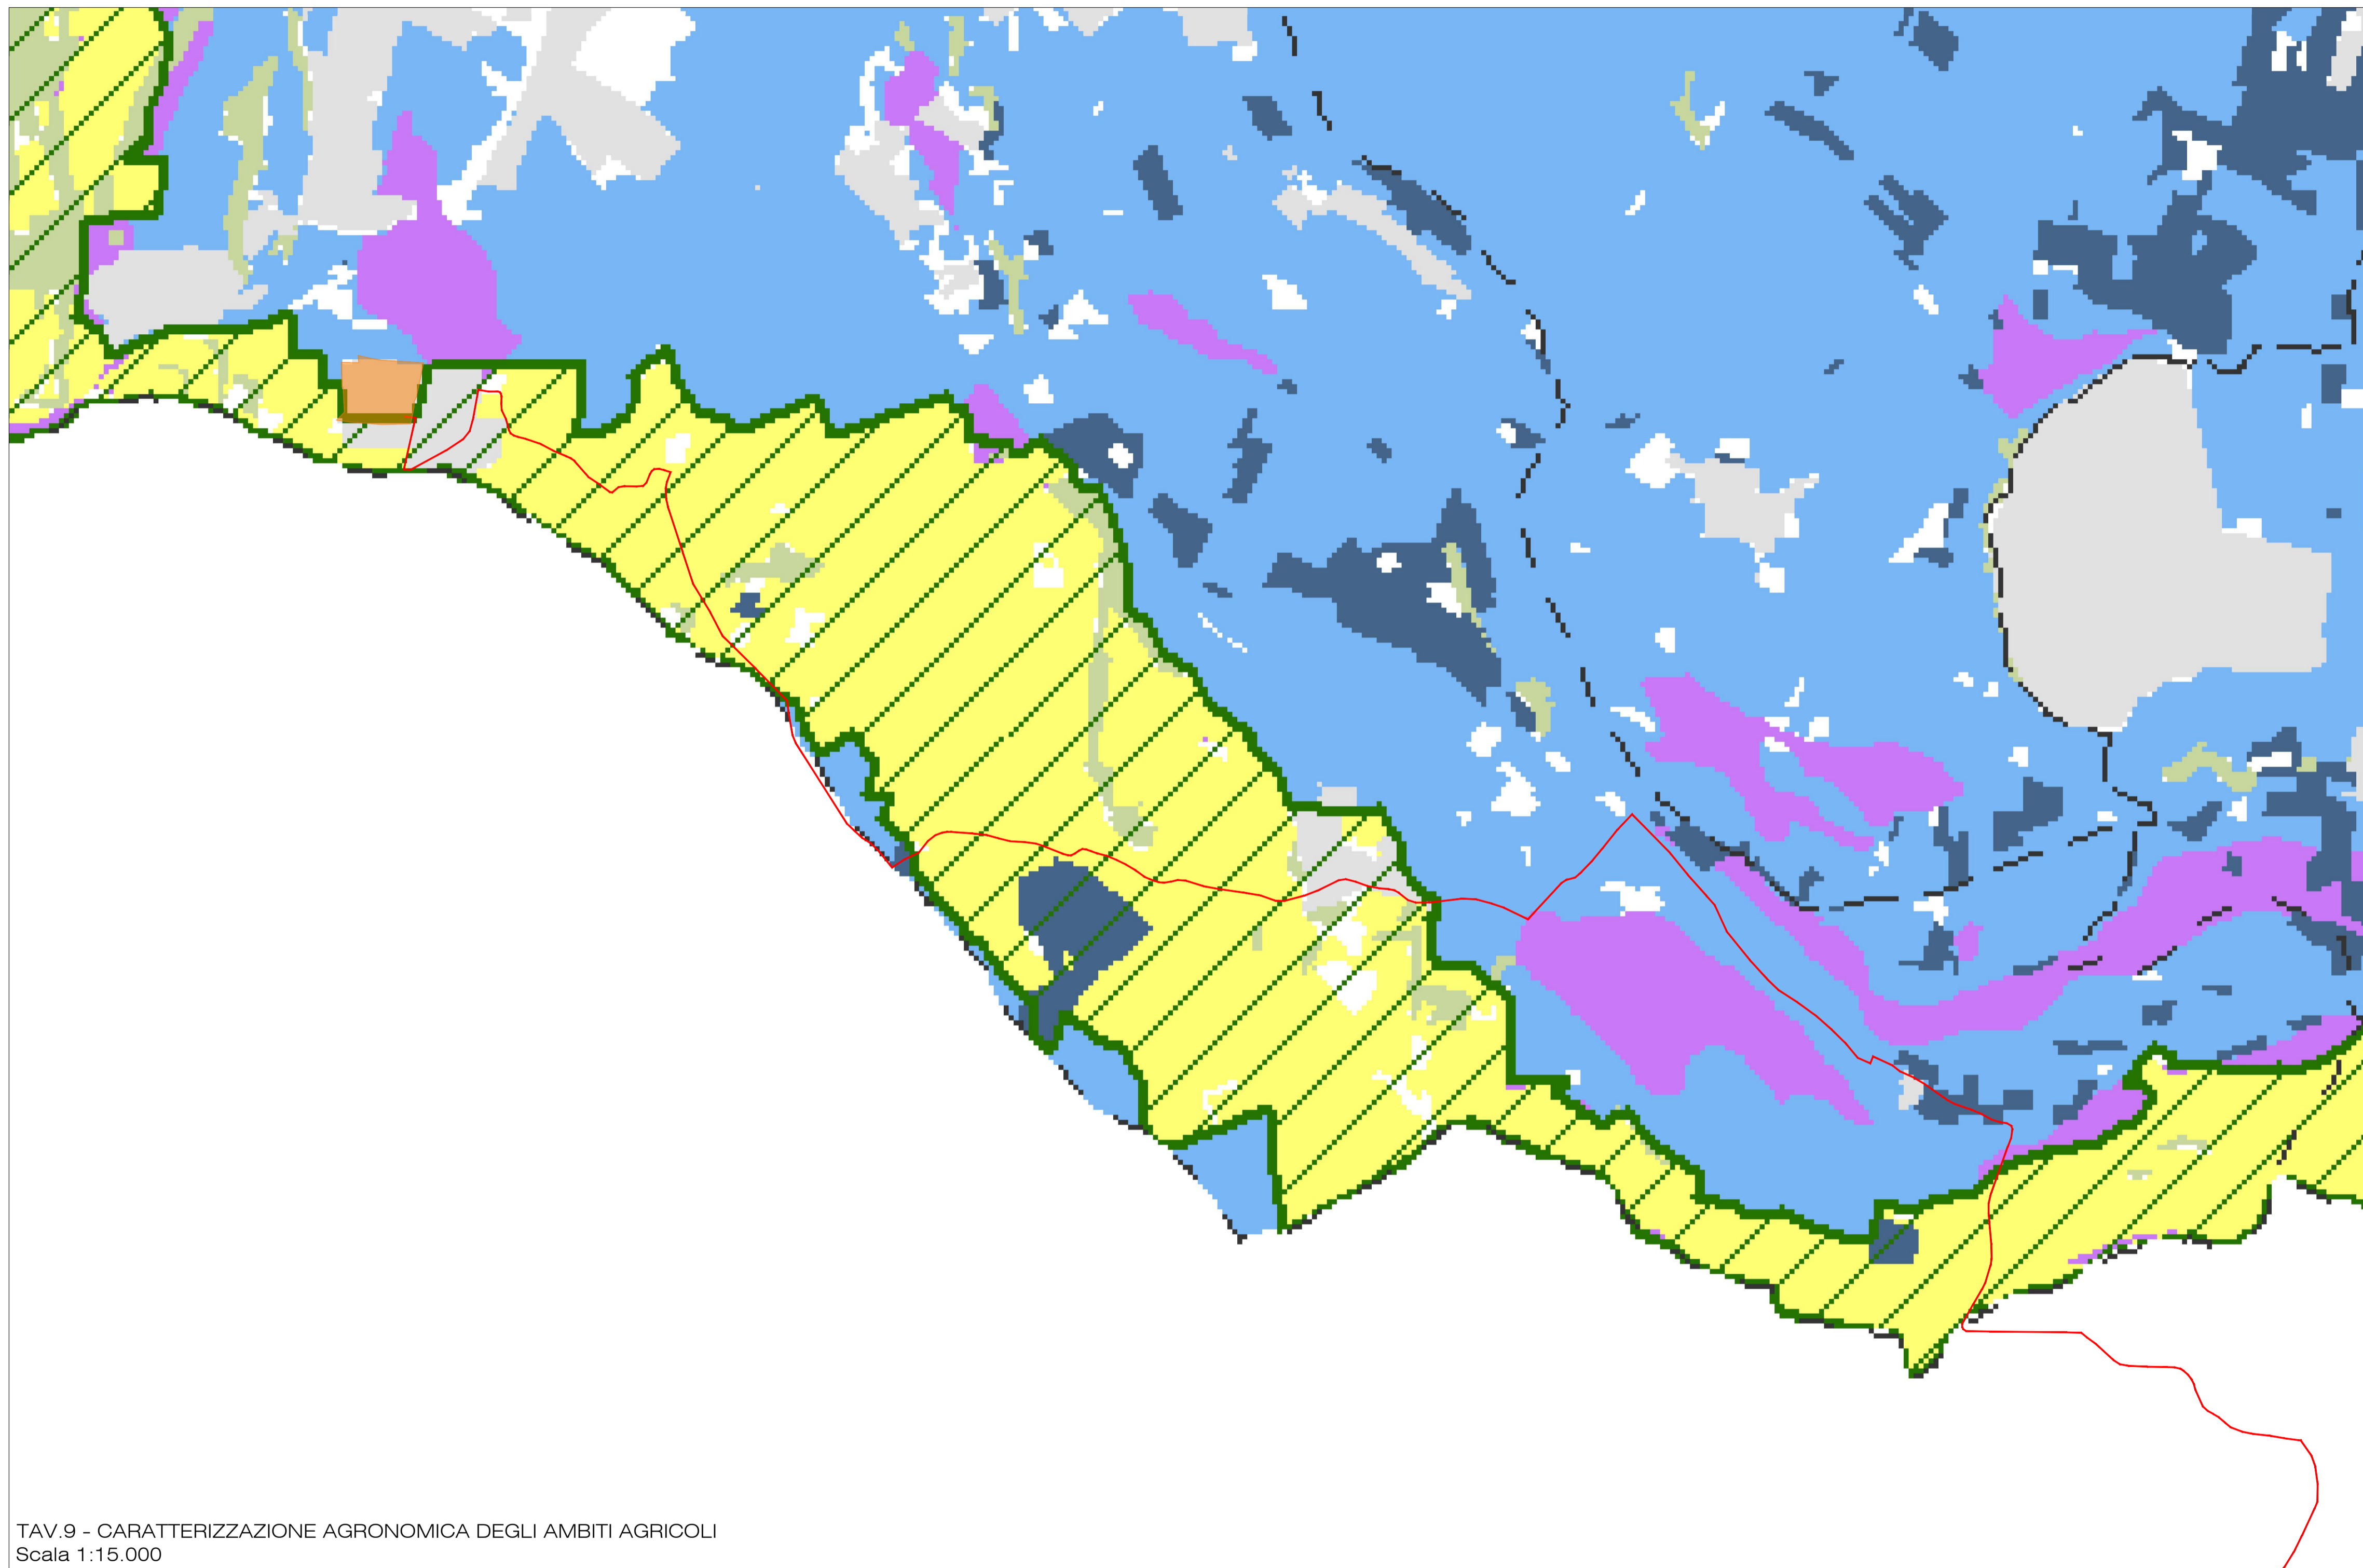 TAV.9 - CARATTERIZZAZIONE AGRONOMICA DEGLI AMBITI AGRICOLI
Scala 1:15.000